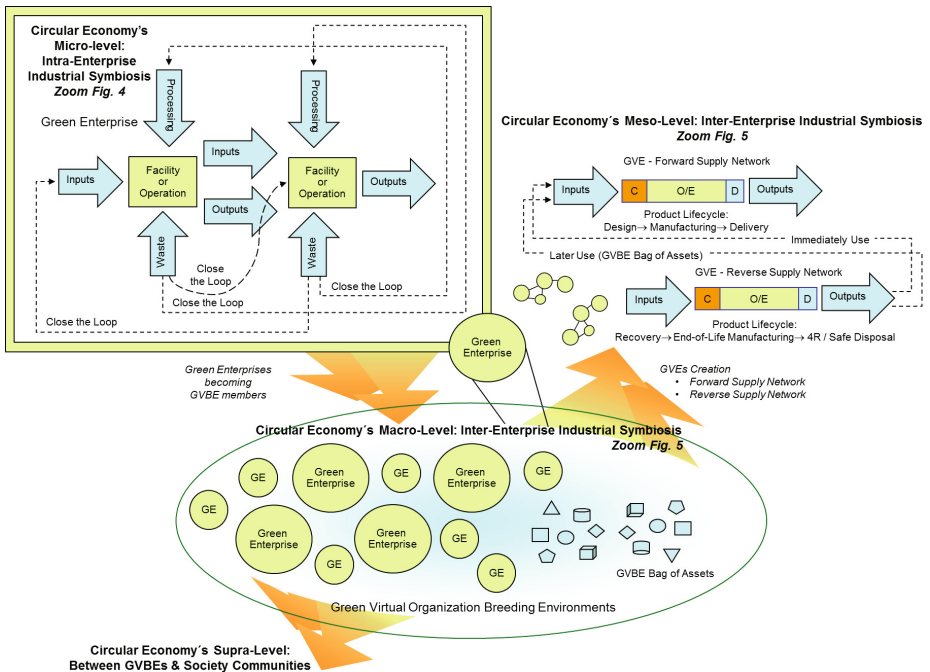 Circular Economy's
Micro-level:
Intra-Enterprise
Industrial Symbiosis
Zoom Fig. 4
Green Enterprise
Processing
Processing
Inputs
Facility
or
Operation
Inputs
Outputs
Facility
or
Operation
Outputs
Waste
Waste
Close
the Loop
Close the Loop
Close the Loop
Close the Loop
Circular Economy´s Meso-Level: Inter-Enterprise Industrial Symbiosis
Zoom Fig. 5
GVE - Forward Supply Network
Inputs
C
O/E
D
Outputs
Product Lifecycle:
Design→ Manufacturing→ Delivery
Immediately Use
Later Use (GVBE Bag of Assets)
GVE - Reverse Supply Network
Inputs
C
O/E
D
Outputs
Product Lifecycle:
Recovery→ End-of-Life Manufacturing→ 4R / Safe Disposal
Green
Enterprise
Green Enterprises
becoming
GVBE members
GVEs Creation
• Forward Supply Network
• Reverse Supply Network
Circular Economy´s Macro-Level: Inter-Enterprise Industrial Symbiosis
Zoom Fig. 5
GE
GE
Green
Enterprise
GE
Green
Enterprise
GE
Green
Enterprise
GE
Green
Enterprise
GE
GE
GVBE Bag of Assets
Green Virtual Organization Breeding Environments
Circular Economy´s Supra-Level:
Between GVBEs & Society Communities